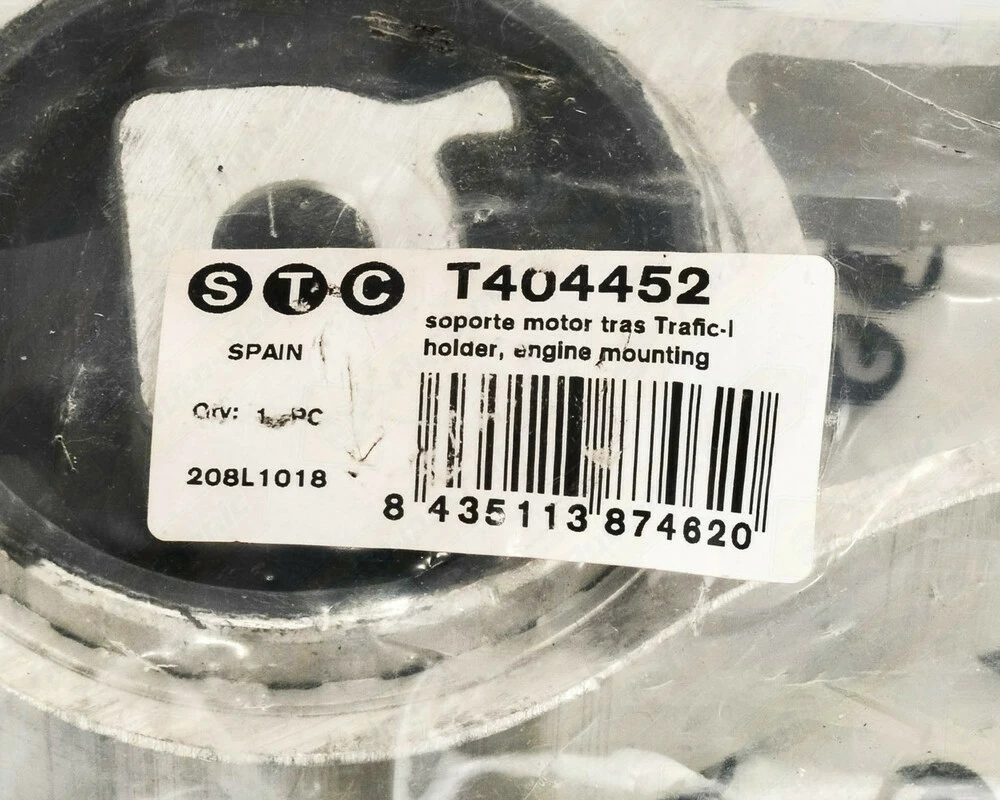 STC
T404452
soporte motor tras Trafic-I
holder, engine mounting
SPAIN
Qty: 1 PC
208L1018
8 435113 874620